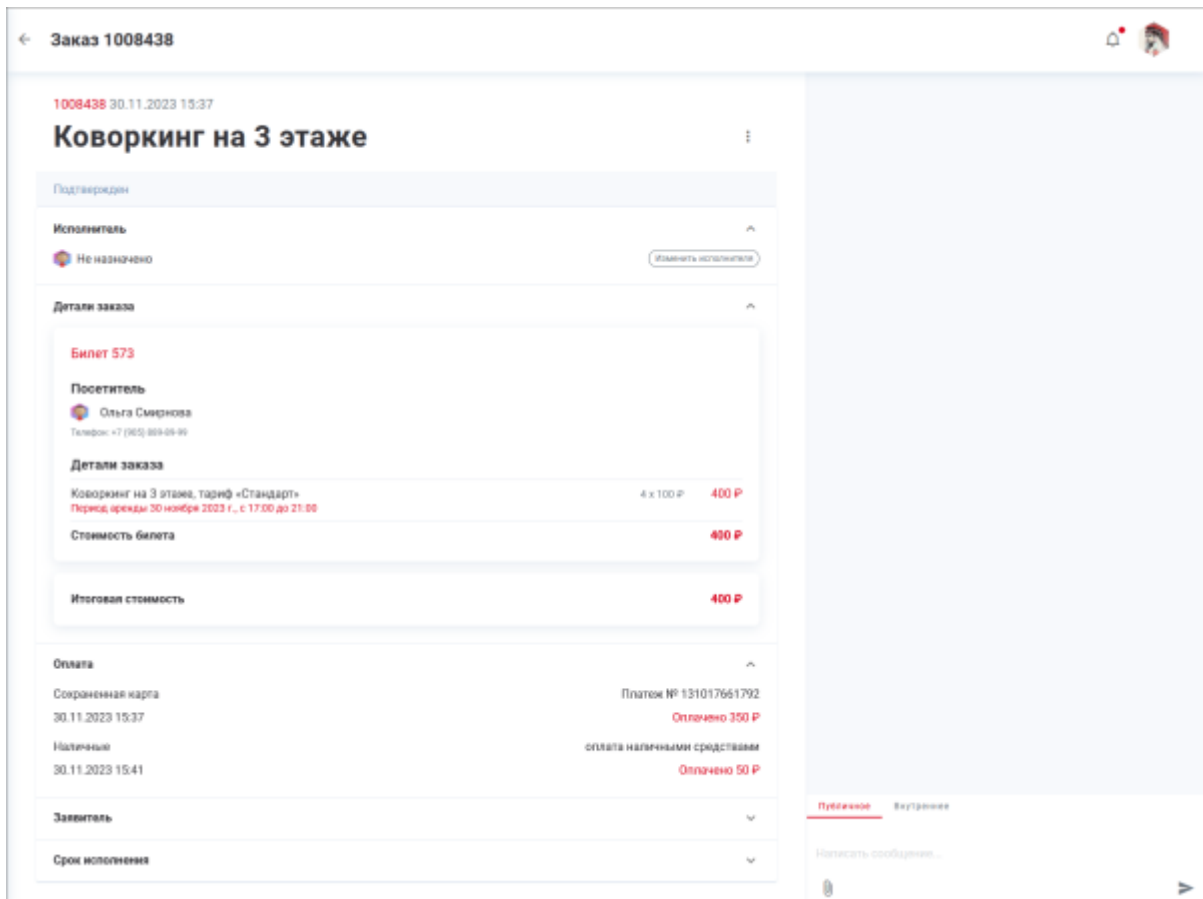 Заказ 1008438
1008438 30.11.2023 15:37
Коворкинг на 3 этаже
Подтвержден
Исполнитель
Не назначено
Изменить исполнителя
Детали заказа
Билет 573
Посетитель
Ольга Смирнова
Телефон: +7 (905) 889-89-99
Детали заказа
Коворкинг на 3 этаже, тариф «Стандарт» 4 x 100 ₽ 400 ₽
Период аренды 30 ноября 2023 г., с 17:00 до 21:00
Стоимость билета 400 ₽
Итоговая стоимость 400 ₽
Оплата
Сохраненная карта Платеж № 131017661792
30.11.2023 15:37 Оплачено 350 ₽
Наличные оплата наличными средствами
30.11.2023 15:41 Оплачено 50 ₽
Заявитель
Срок исполнения
Публичное Внутреннее
Написать сообщение...